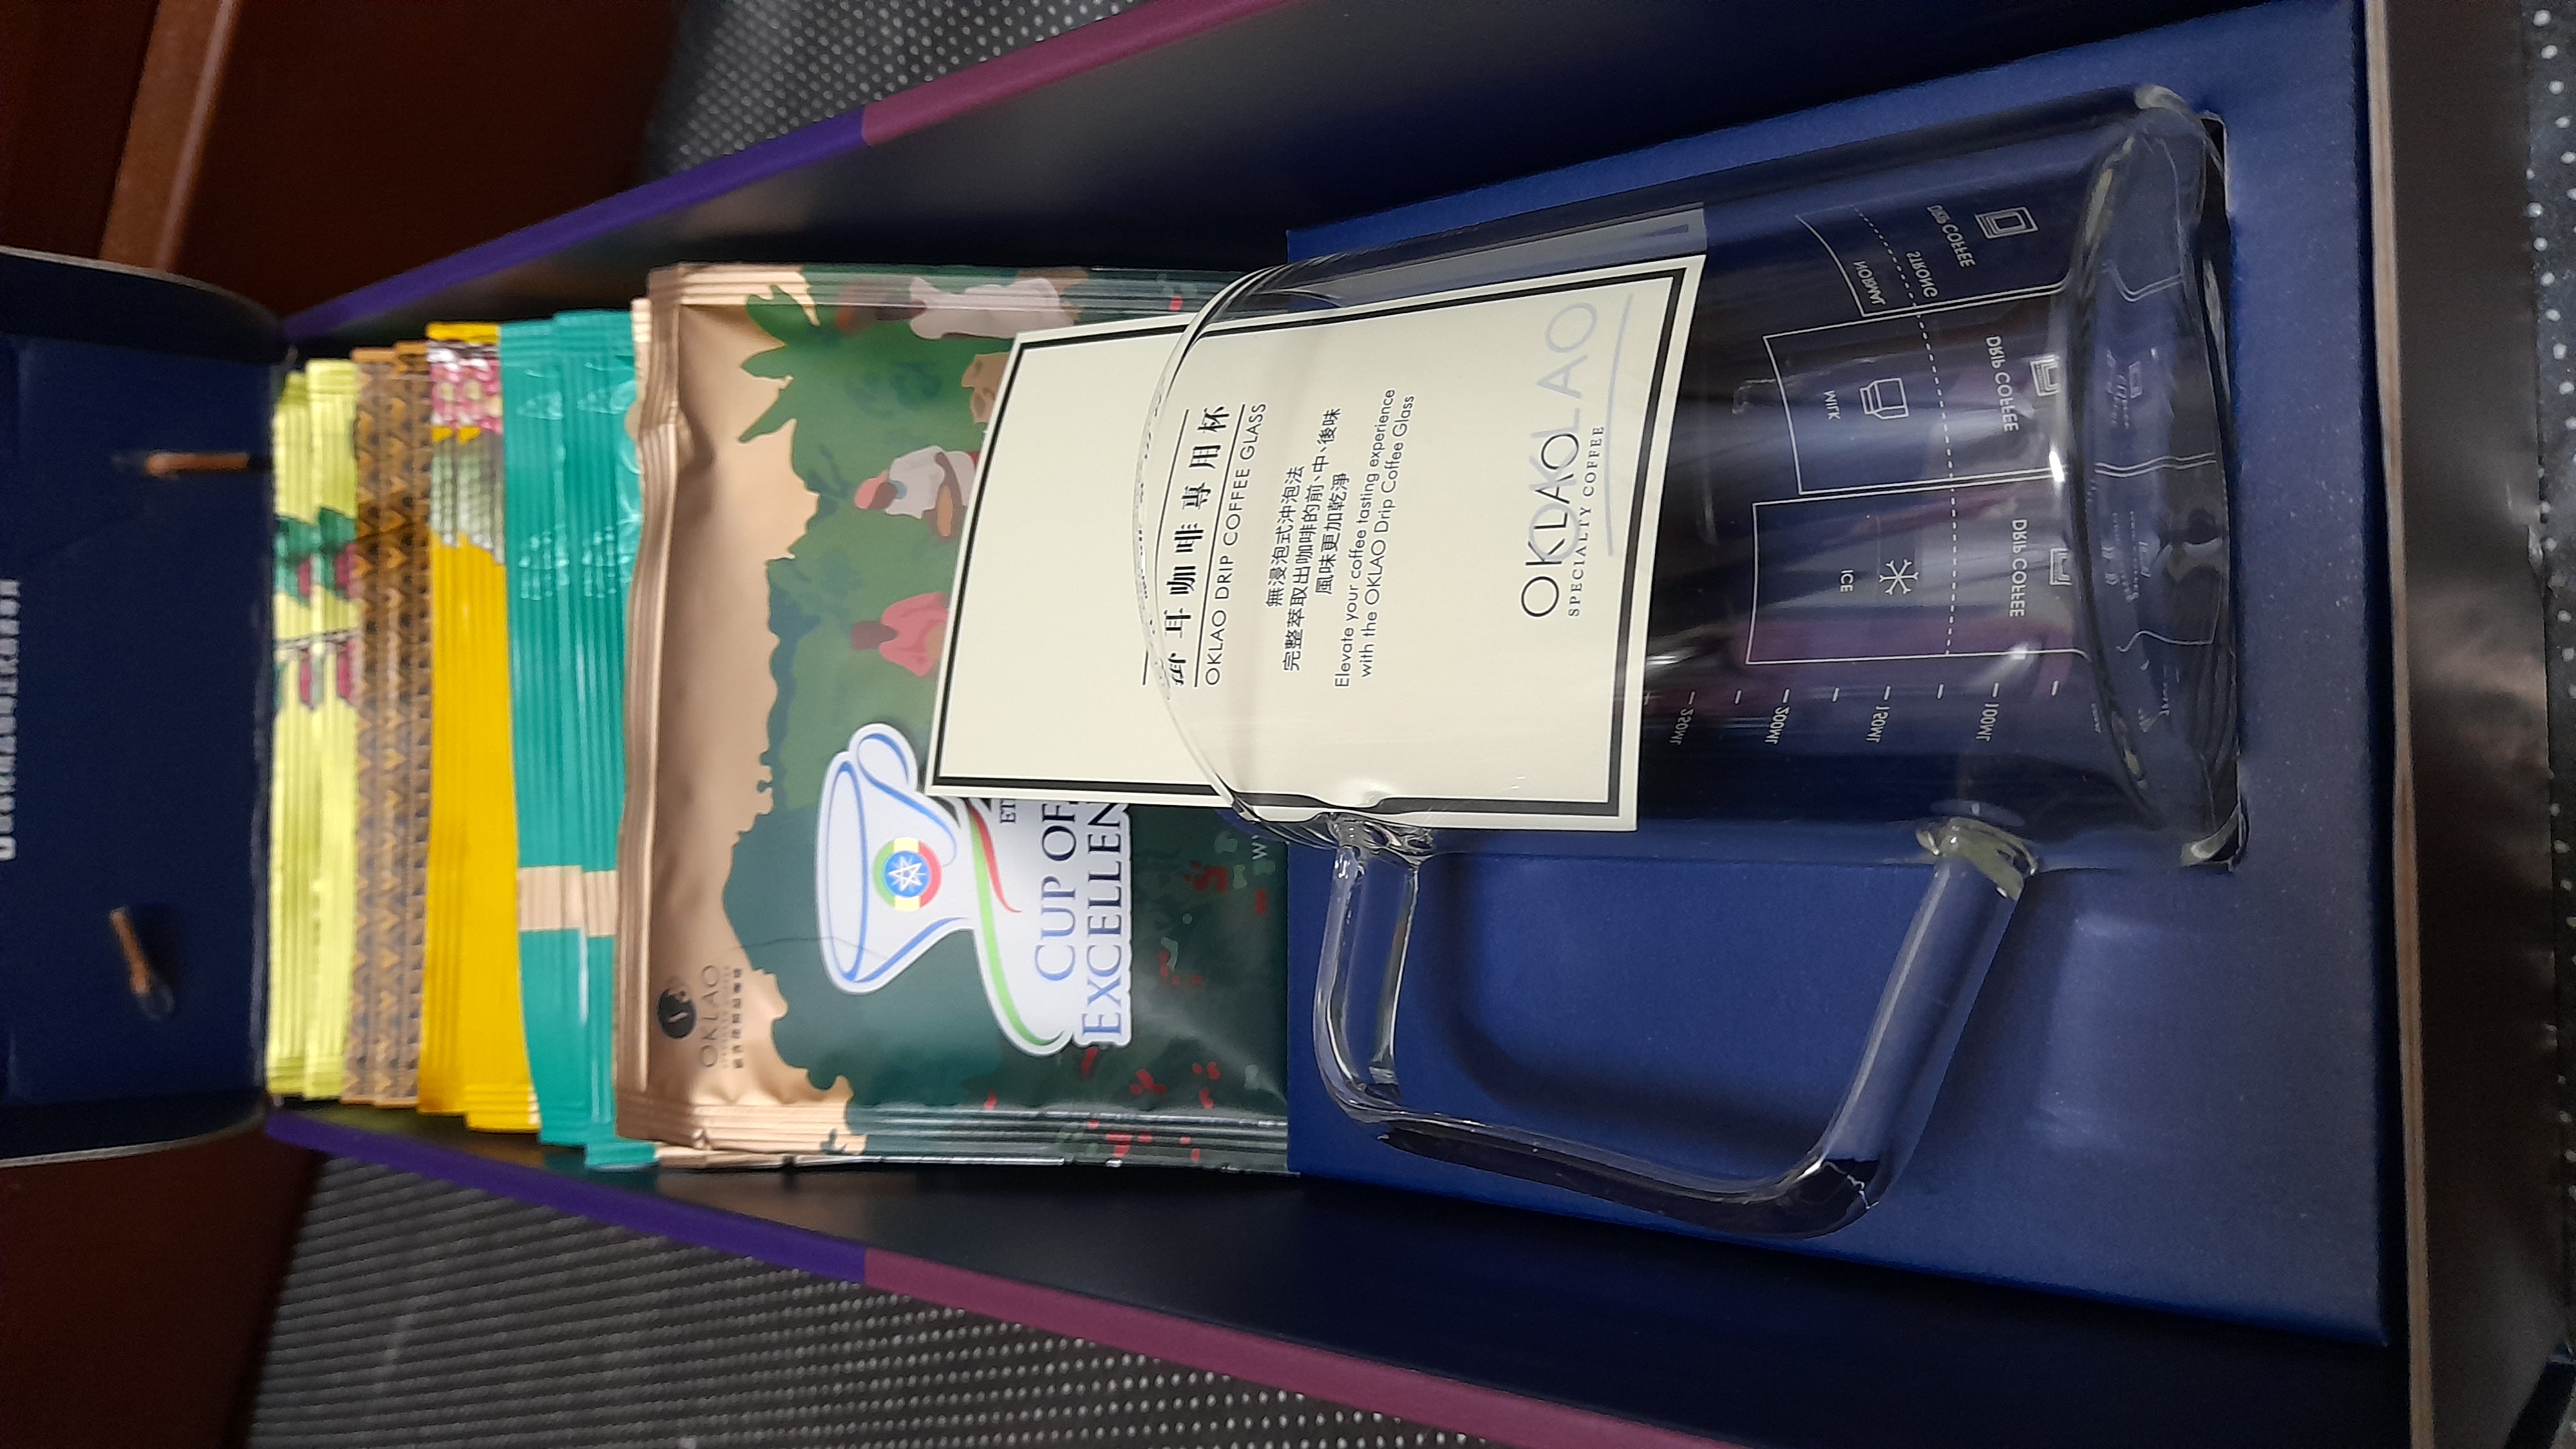 OKLAO
CUP OF
EXCELLEN
掛耳咖啡專用杯
OKLAO DRIP COFFEE GLASS
無浸泡式沖泡法
完整萃取出咖啡的前、中、後味
風味更加乾淨
Elevate your coffee tasting experience
with the OKLAO Drip Coffee Glass
OKLAO
SPECIALTY COFFEE
OKLAO
NORMAL
STRONG
DRIP COFFEE
MILK
DRIP COFFEE
ICE
DRIP COFFEE
250ML
200ML
150ML
100ML